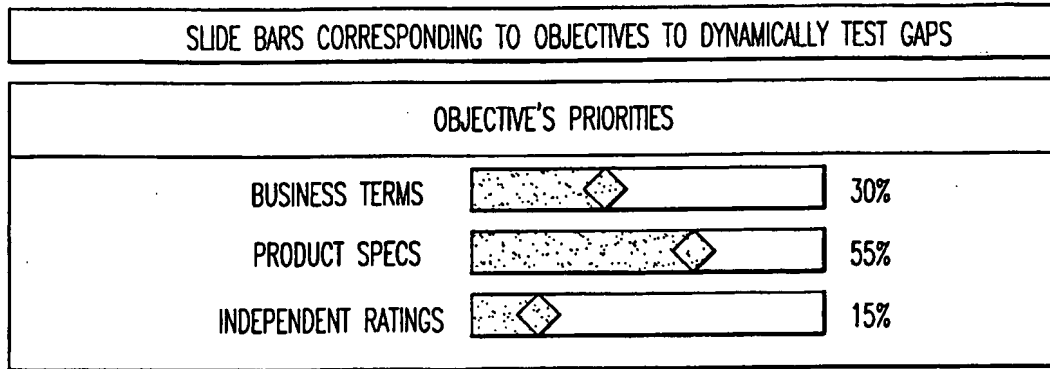 SLIDE BARS CORRESPONDING TO OBJECTIVES TO DYNAMICALLY TEST GAPS
OBJECTIVE'S PRIORITIES
BUSINESS TERMS 30%
PRODUCT SPECS 55%
INDEPENDENT RATINGS 15%